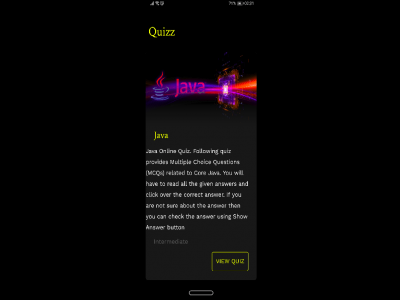 Quizz
Java
Java
Java Online Quiz. Following quiz
provides Multiple Choice Questions
(MCQs) related to Core Java. You will
have to read all the given answers and
click over the correct answer. If you
are not sure about the answer then
you can check the answer using Show
Answer button
Intermediate
VIEW QUIZ